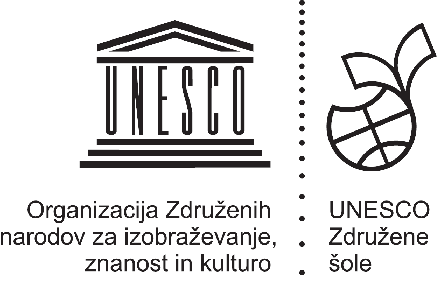 UNESCO
Organizacija Združenih
narodov za izobraževanje,
znanost in kulturo
UNESCO
Združene
šole